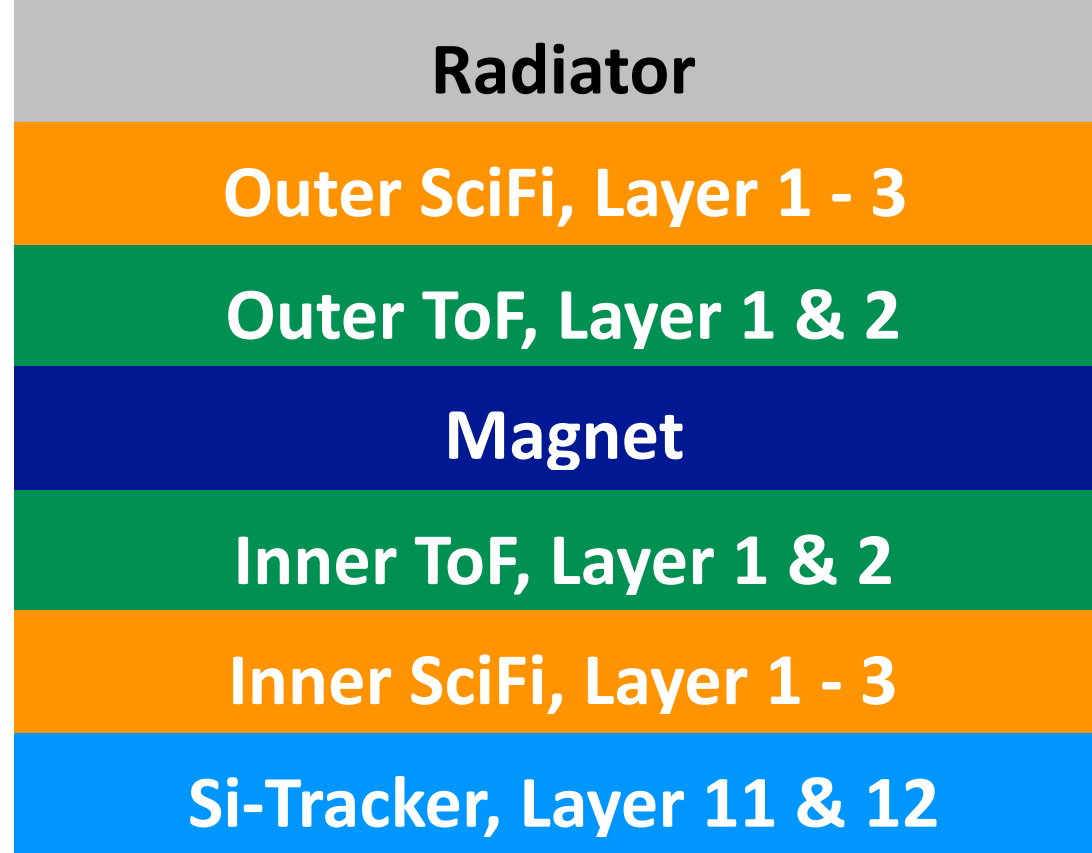 Radiator
Outer SciFi, Layer 1 - 3
Outer ToF, Layer 1 & 2
Magnet
Inner ToF, Layer 1 & 2
Inner SciFi, Layer 1 - 3
Si-Tracker, Layer 11 & 12